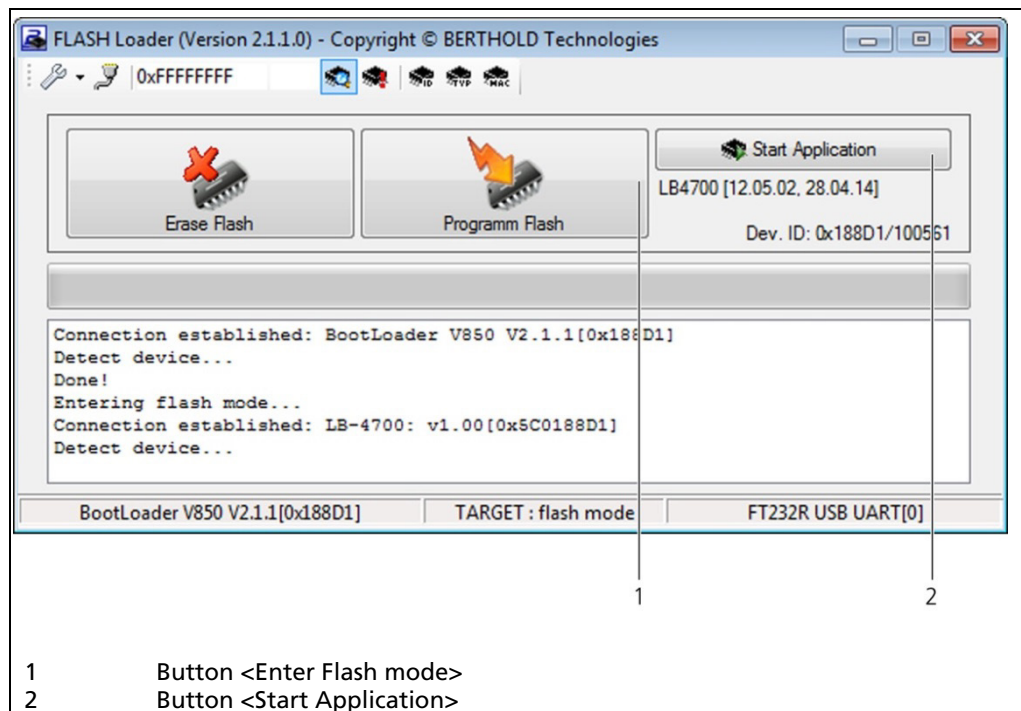 FLASH Loader (Version 2.1.1.0) - Copyright © BERTHOLD Technologies
0xFFFFFFFF
ID TYP MAC
Erase Flash
Programm Flash
Start Application
LB4700 [12.05.02, 28.04.14]
Dev. ID: 0x188D1/100561
Connection established: BootLoader V850 V2.1.1[0x188D1]
Detect device...
Done!
Entering flash mode...
Connection established: LB-4700: v1.00[0x5C0188D1]
Detect device...
BootLoader V850 V2.1.1[0x188D1] TARGET : flash mode FT232R USB UART[0]
1 2
1 Button <Enter Flash mode>
2 Button <Start Application>